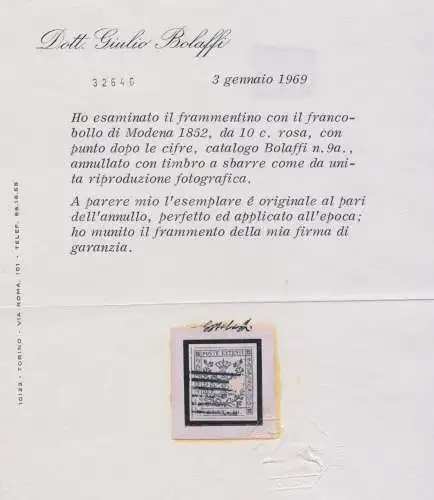 Dott. Giulio Bolaffi
32646
3 gennaio 1969
Ho esaminato il frammentino con il franco-
bollo di Modena 1852, da 10 c. rosa, con
punto dopo le cifre, catalogo Bolaffi n.9a.,
annullato con timbro a sbarre come da uni-
ta riproduzione fotografica.
A parere mio l'esemplare é originale al pari
dell'annullo, perfetto ed applicato all'epoca;
ho munito il frammento della mia firma di
garanzia.
10123 - TORINO - VIA ROMA, 101 - TELEF.
POSTE ESTENSI